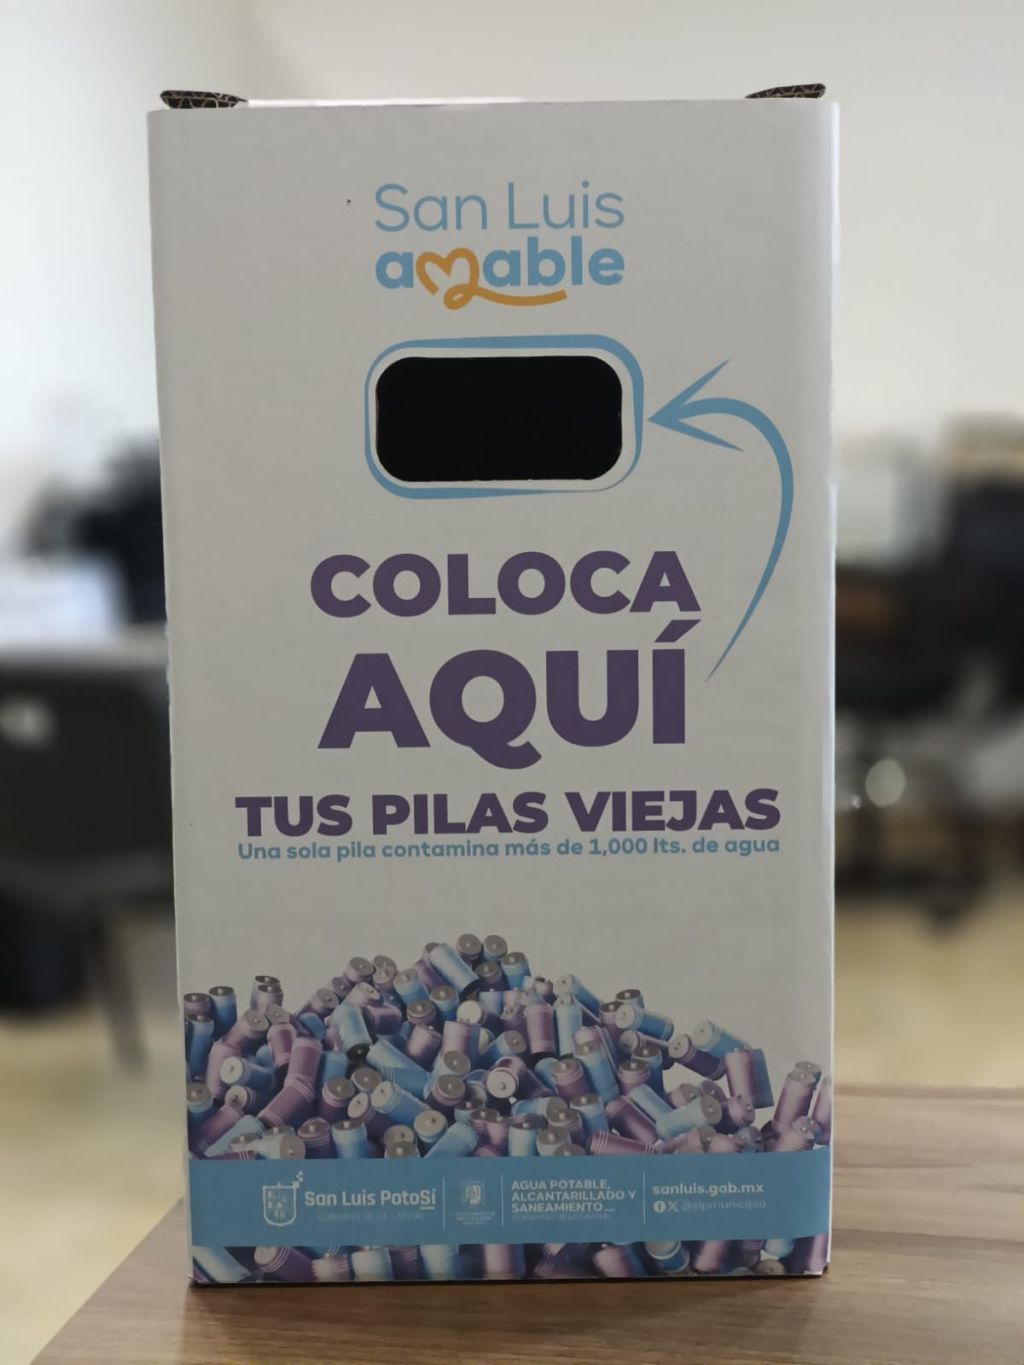 San Luis
amable
COLOCA
AQUÍ
TUS PILAS VIEJAS
Una sola pila contamina más de 1,000 lts. de agua
San Luis PotoSí
GOBIERNO DE LA CAPITAL
AGUA POTABLE,
ALCANTARILLADO Y
SANEAMIENTO
GOBIERNO DE LA CAPITAL
sanluis.gob.mx
@slpmunicipio